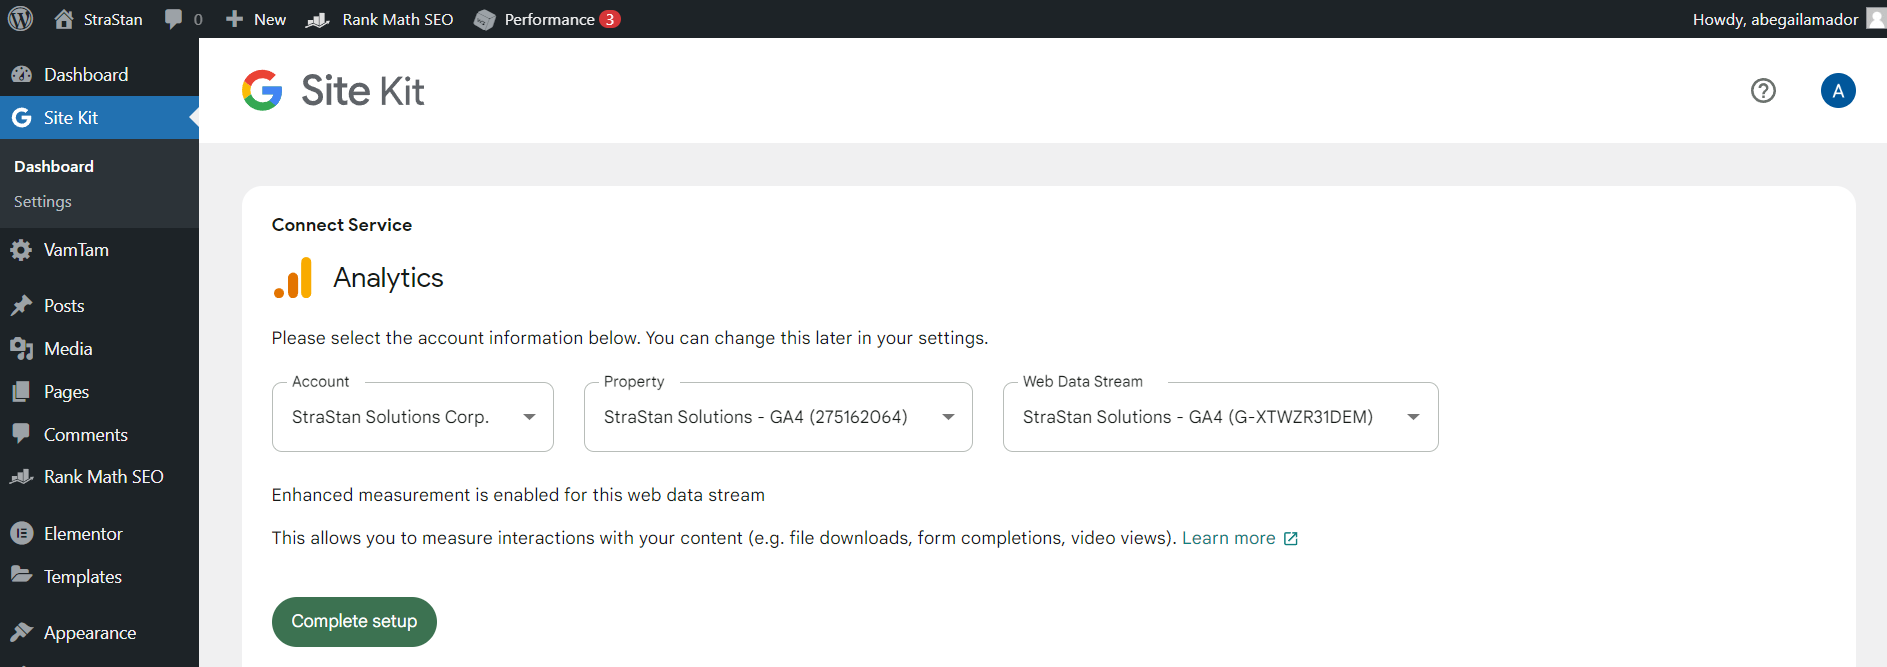 StraStan 0 New Rank Math SEO Performance 3 Howdy, abegailamador
Dashboard
Site Kit
Dashboard
Settings
VamTam
Posts
Media
Pages
Comments
Rank Math SEO
Elementor
Templates
Appearance
Site Kit
A
Connect Service
Analytics
Please select the account information below. You can change this later in your settings.
Account Property Web Data Stream
StraStan Solutions Corp. StraStan Solutions - GA4 (275162064) StraStan Solutions - GA4 (G-XTWZR31DEM)
Enhanced measurement is enabled for this web data stream
This allows you to measure interactions with your content (e.g. file downloads, form completions, video views). Learn more
Complete setup